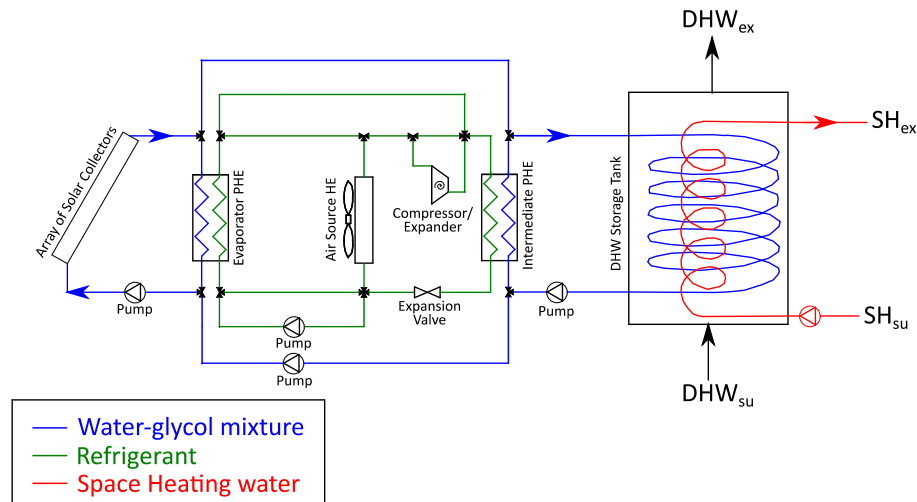 DHWex
Array of Solar Collectors
Evaporator PHE
Air Source HE
Compressor/
Expander
Intermediate PHE
DHW Storage Tank
SHex
Pump
Expansion
Valve
Pump
SHsu
Pump
Pump
DHWsu
Water-glycol mixture
Refrigerant
Space Heating water